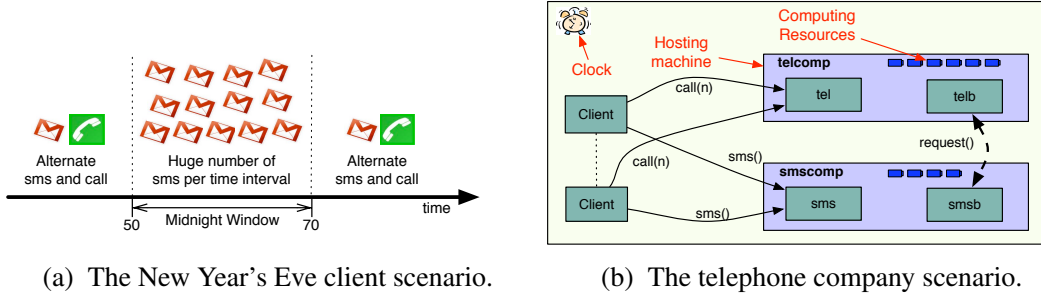 Alternate
sms and call
Huge number of
sms per time interval
Alternate
sms and call
time
50
Midnight Window
70
(a) The New Year's Eve client scenario.
Clock
Hosting
machine
Computing
Resources
telcomp
tel
telb
call(n)
Client
call(n)
sms()
request()
smscomp
Client
sms()
sms
smsb
(b) The telephone company scenario.